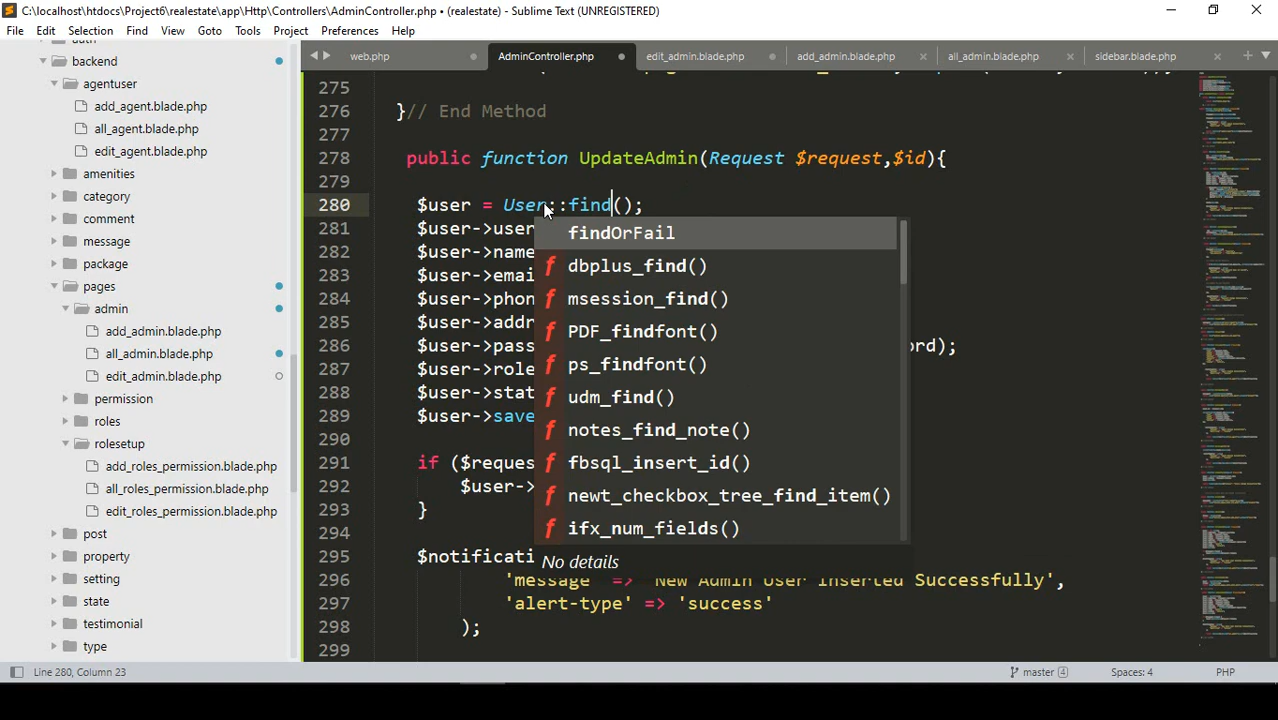 C:\localhost\htdocs\Project6\realestate\app\Http\Controllers\AdminController.php • (realestate) - Sublime Text (UNREGISTERED)
File Edit Selection Find View Goto Tools Project Preferences Help
web.php AdminController.php edit_admin.blade.php add_admin.blade.php all_admin.blade.php sidebar.blade.php
backend
agentuser
add_agent.blade.php
all_agent.blade.php
edit_agent.blade.php
amenities
category
comment
message
package
pages
admin
add_admin.blade.php
all_admin.blade.php
edit_admin.blade.php
permission
roles
rolesetup
add_roles_permission.blade.php
all_roles_permission.blade.php
edit_roles_permission.blade.php
post
property
setting
state
testimonial
type
275
276 }// End Method
277
278 public function UpdateAdmin(Request $request,$id){
279
280 $user = User::find();
281 $user->user
282 $user->name
283 $user->emai
284 $user->phon
285 $user->addr
286 $user->pass ord);
287 $user->role
288 $user->stat
289 $user->save
290
291 if ($reques
292 $user->
293 }
294
295 $notificati
296 'message' => 'New Admin User Inserted Successfully',
297 'alert-type' => 'success'
298 );
299
findOrFail
f dbplus_find()
f msession_find()
f PDF_findfont()
f ps_findfont()
f udm_find()
f notes_find_note()
f fbsql_insert_id()
f newt_checkbox_tree_find_item()
f ifx_num_fields()
No details
Line 280, Column 23 master 4 Spaces: 4 PHP